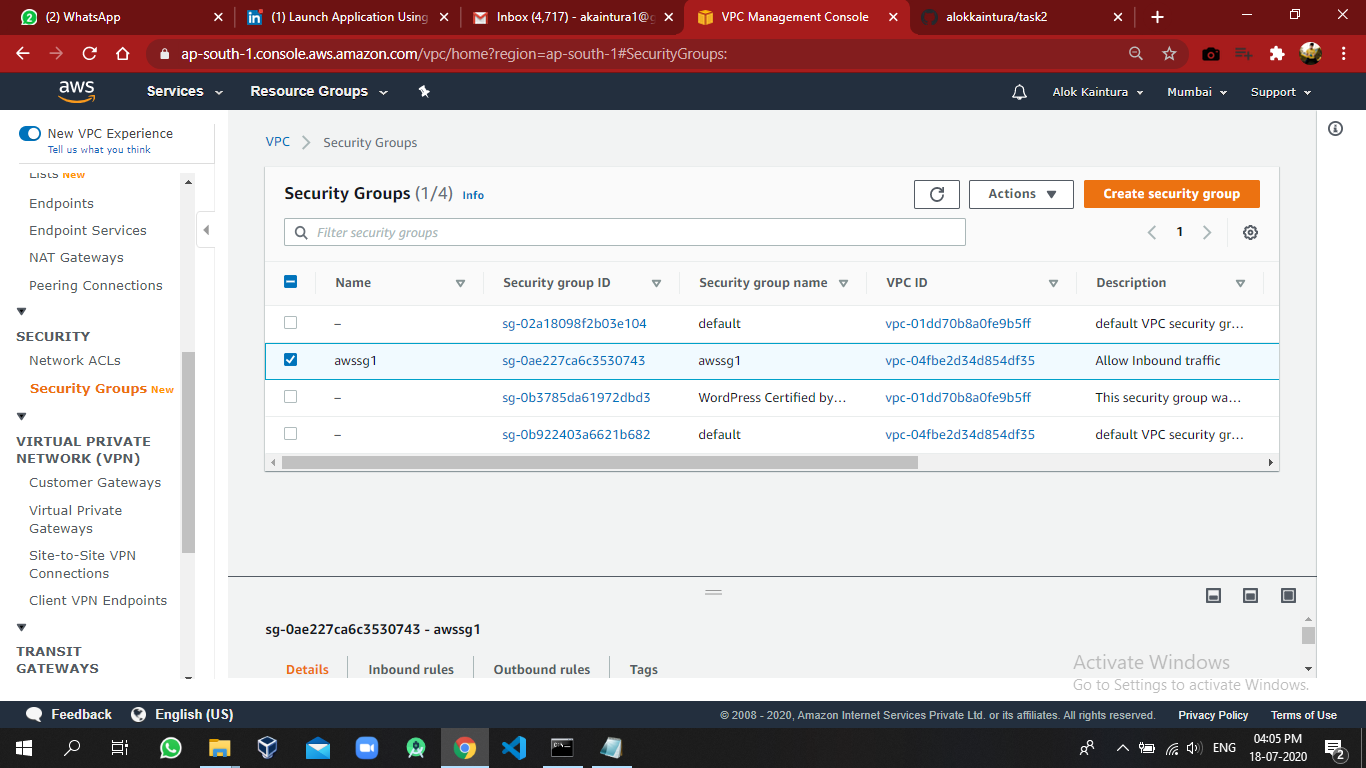 (2) WhatsApp
(1) Launch Application Using
Inbox (4,717) - akaintura1@g
VPC Management Console
alokkaintura/task2
ap-south-1.console.aws.amazon.com/vpc/home?region=ap-south-1#SecurityGroups:
aws Services Resource Groups Alok Kaintura Mumbai Support
New VPC Experience
Tell us what you think
Lists New
Endpoints
Endpoint Services
NAT Gateways
Peering Connections
SECURITY
Network ACLs
Security Groups New
VIRTUAL PRIVATE
NETWORK (VPN)
Customer Gateways
Virtual Private
Gateways
Site-to-Site VPN
Connections
Client VPN Endpoints
TRANSIT
GATEWAYS
VPC > Security Groups
Security Groups (1/4) Info
Actions
Create security group
Filter security groups
1
Name Security group ID Security group name VPC ID Description
– sg-02a18098f2b03e104 default vpc-01dd70b8a0fe9b5ff default VPC security gr...
awssg1 sg-0ae227ca6c3530743 awssg1 vpc-04fbe2d34d854df35 Allow Inbound traffic
– sg-0b3785da61972dbd3 WordPress Certified by... vpc-01dd70b8a0fe9b5ff This security group wa...
– sg-0b922403a6621b682 default vpc-04fbe2d34d854df35 default VPC security gr...
sg-0ae227ca6c3530743 - awssg1
Details Inbound rules Outbound rules Tags
Activate Windows
Go to Settings to activate Windows.
Feedback English (US) © 2008 - 2020, Amazon Internet Services Private Ltd. or its affiliates. All rights reserved. Privacy Policy Terms of Use
ENG
04:05 PM
18-07-2020
2